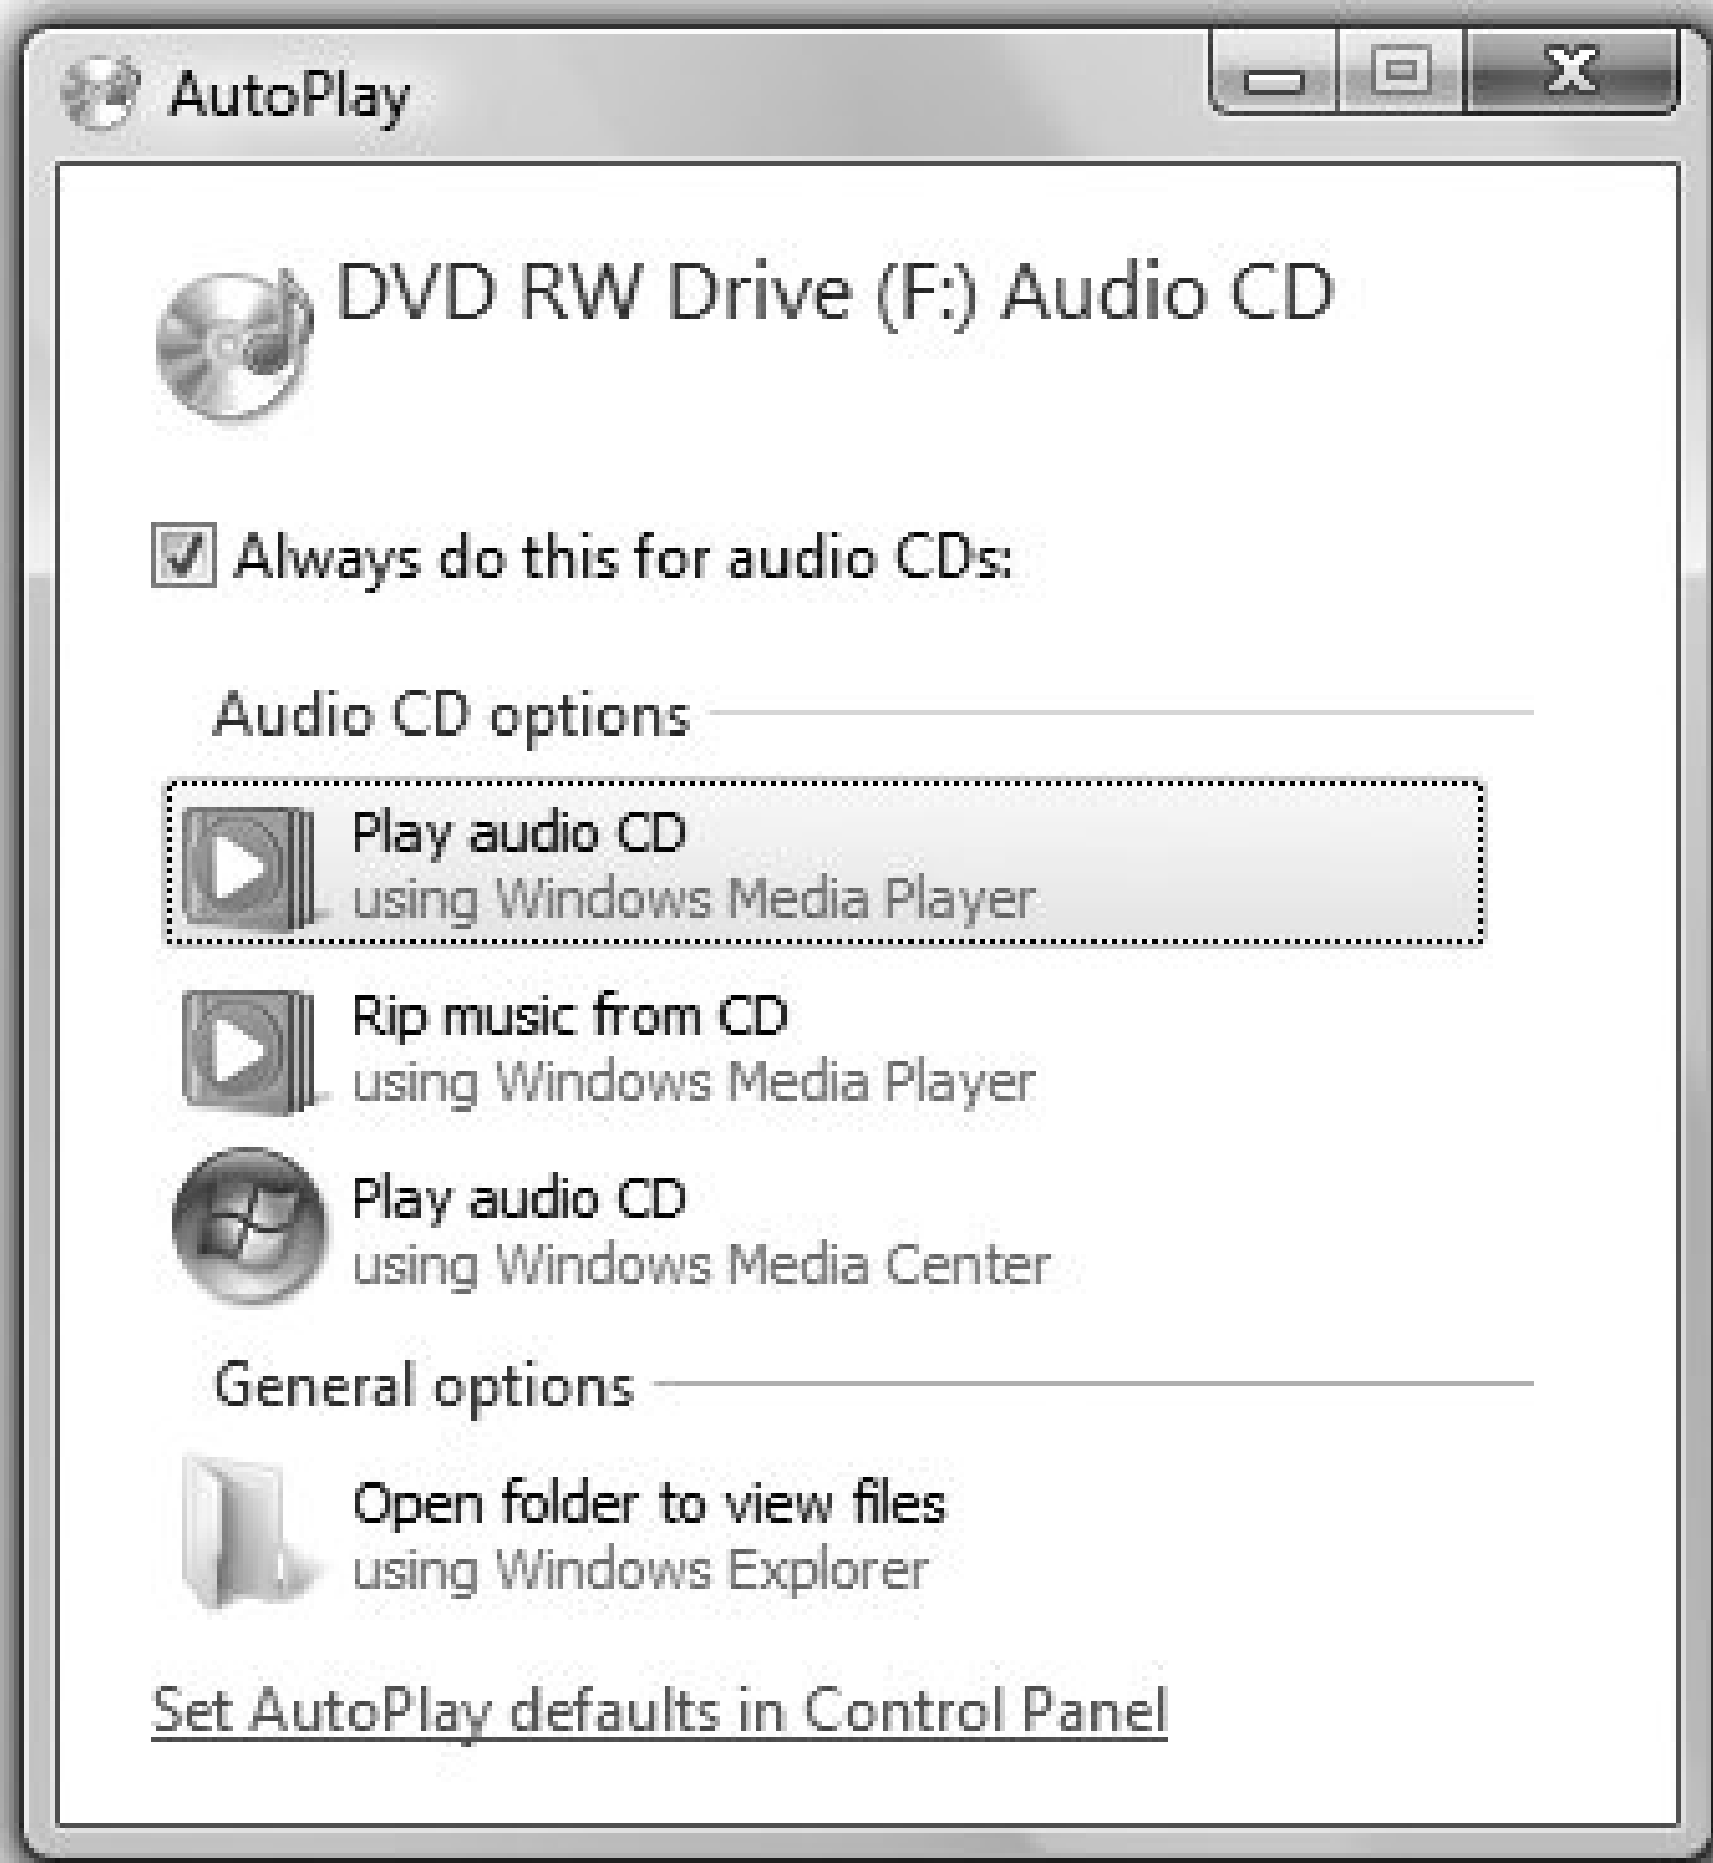 AutoPlay
DVD RW Drive (F:) Audio CD
Always do this for audio CDs:
Audio CD options
Play audio CD
using Windows Media Player
Rip music from CD
using Windows Media Player
Play audio CD
using Windows Media Center
General options
Open folder to view files
using Windows Explorer
Set AutoPlay defaults in Control Panel